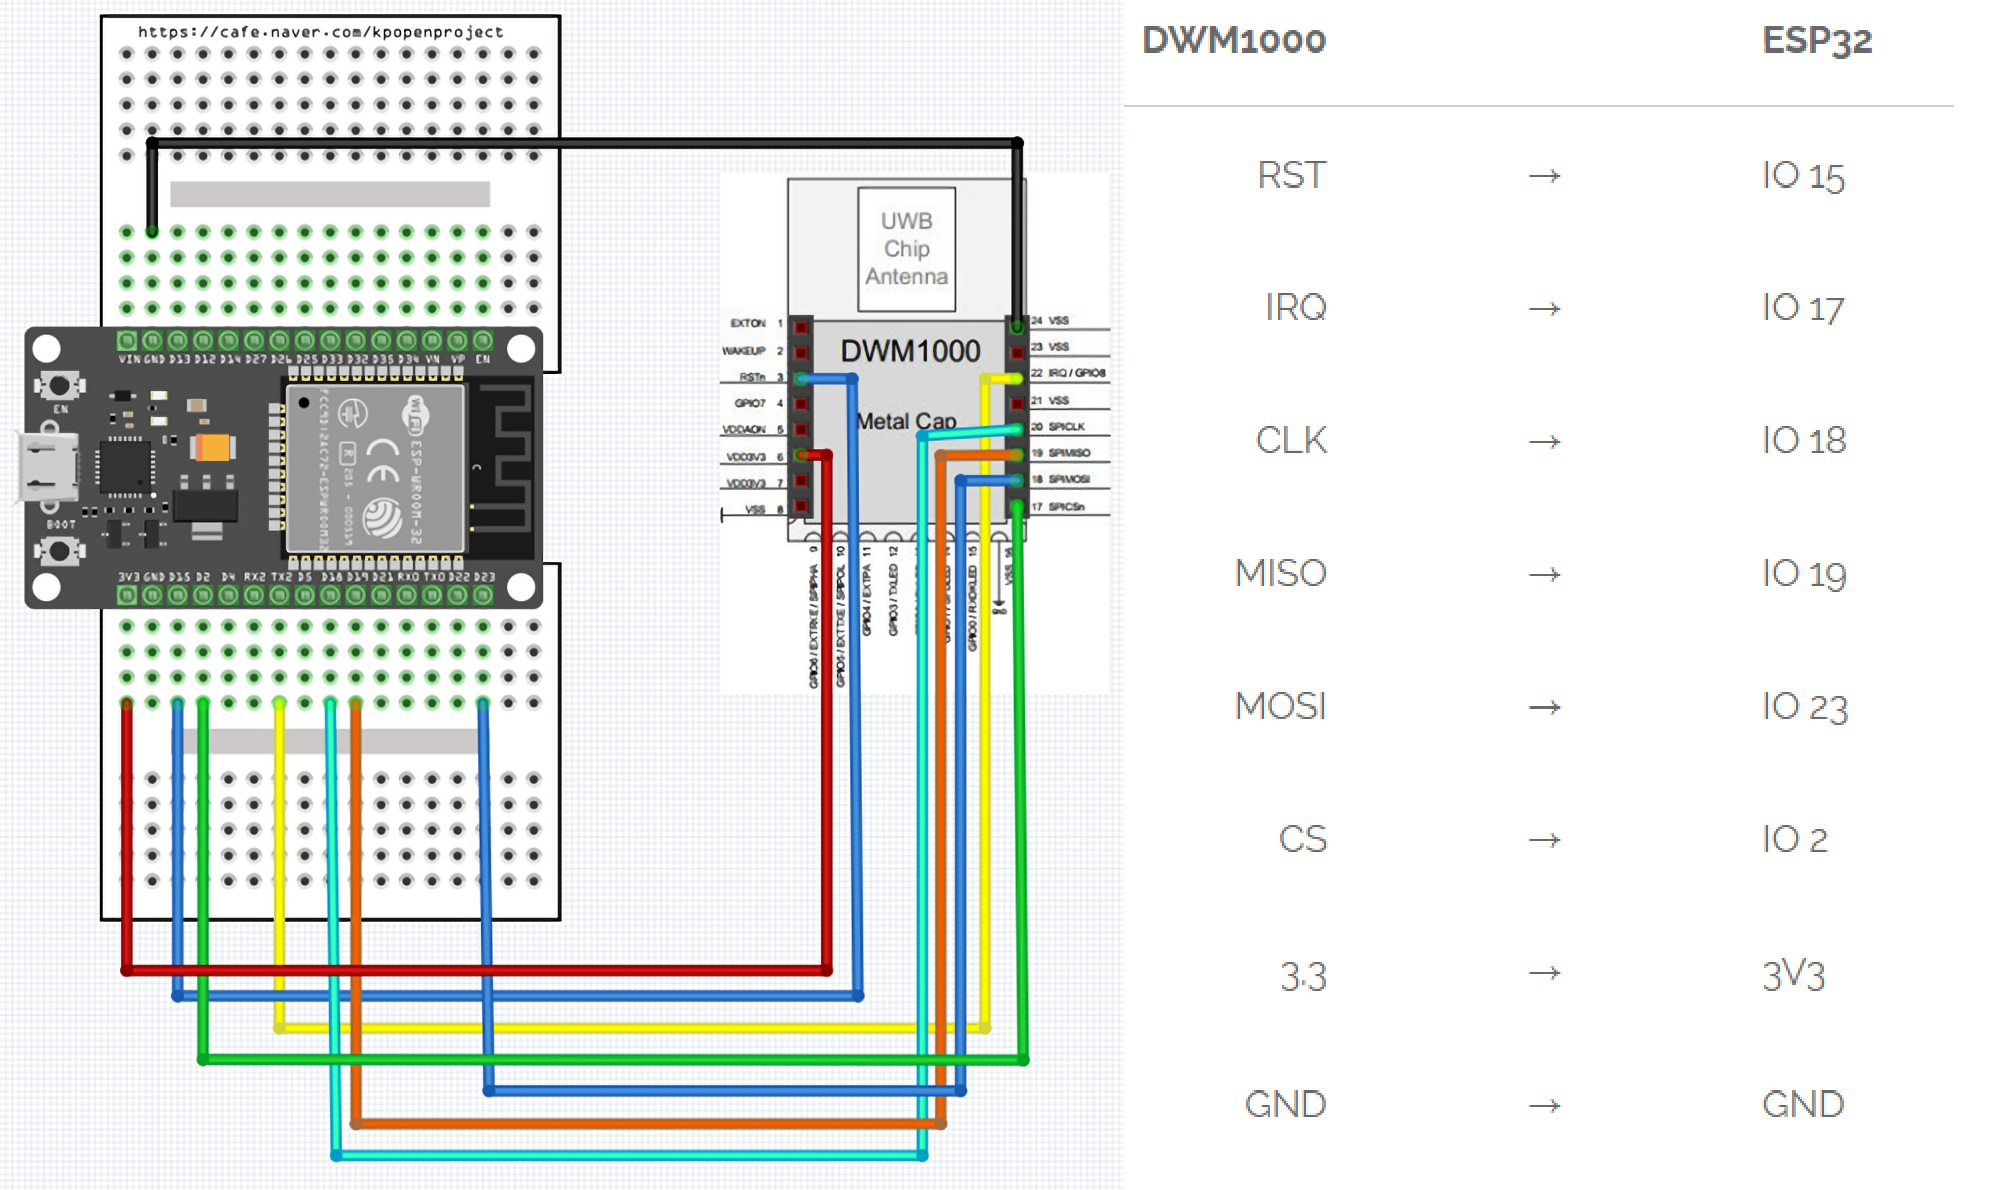 https://cafe.naver.com/kpopenproject
VIN GND D13 D12 D14 D27 D26 D25 D33 D32 D35 D34 VN VP EN
EN
BOOT
WiFi
ESP-WROOM-32
CE
R
3V3 GND D15 D2 D4 RX2 TX2 D5 D18 D19 D21 RX0 TX0 D22 D23
UWB
Chip
Antenna
DWM1000
Metal Cap
EXTON 1
WAKEUP 2
RSTn 3
GPIO7 4
VDDAON 5
VDD3V3 6
VDD3V3 7
VSS 8
24 VSS
23 VSS
22 IRQ / GPIO8
21 VSS
20 SPICLK
19 SPIMISO
18 SPIMOSI
17 SPICSn
9 GPIO6 / EXTRXE / SPIPHA
10 GPIO5 / EXTTXE / SPIPOL
11 GPIO4 / EXTPA
12 GPIO3 / TXLED
15 GPIO0 / RXOKLED
16 VSS
DWM1000 ESP32
RST → IO 15
IRQ → IO 17
CLK → IO 18
MISO → IO 19
MOSI → IO 23
CS → IO 2
3.3 → 3V3
GND → GND